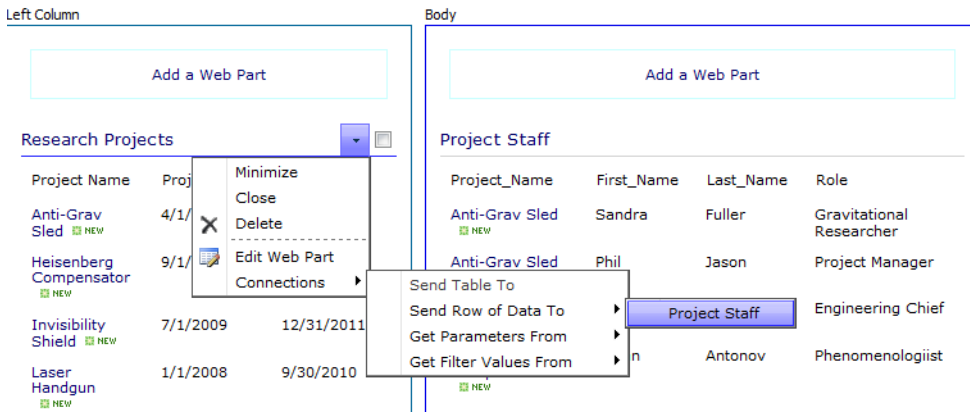 Left Column
Body
Add a Web Part
Add a Web Part
Research Projects
Project Staff
Project Name
Proj
Minimize
Close
Delete
Edit Web Part
Connections
Send Table To
Send Row of Data To
Get Parameters From
Get Filter Values From
Project Staff
Anti-Grav
Sled NEW
4/1/
Heisenberg
Compensator
NEW
9/1/
Invisibility
Shield NEW
7/1/2009
12/31/2011
Laser
Handgun
NEW
1/1/2008
9/30/2010
Project_Name
First_Name
Last_Name
Role
Anti-Grav Sled
NEW
Sandra
Fuller
Gravitational
Researcher
Anti-Grav Sled
Phil
Jason
Project Manager
Engineering Chief
n
Antonov
Phenomenologiist
NEW